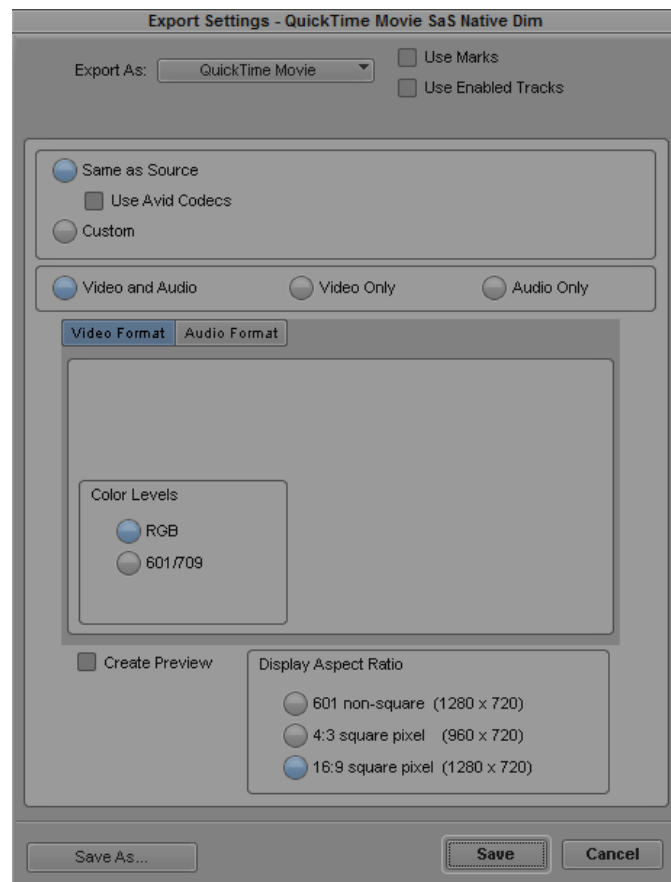 Export Settings - QuickTime Movie SaS Native Dim
Export As: QuickTime Movie
Use Marks
Use Enabled Tracks
Same as Source
Use Avid Codecs
Custom
Video and Audio Video Only Audio Only
Video Format Audio Format
Color Levels
RGB
601/709
Create Preview
Display Aspect Ratio
601 non-square (1280 x 720)
4:3 square pixel (960 x 720)
16:9 square pixel (1280 x 720)
Save As... Save Cancel